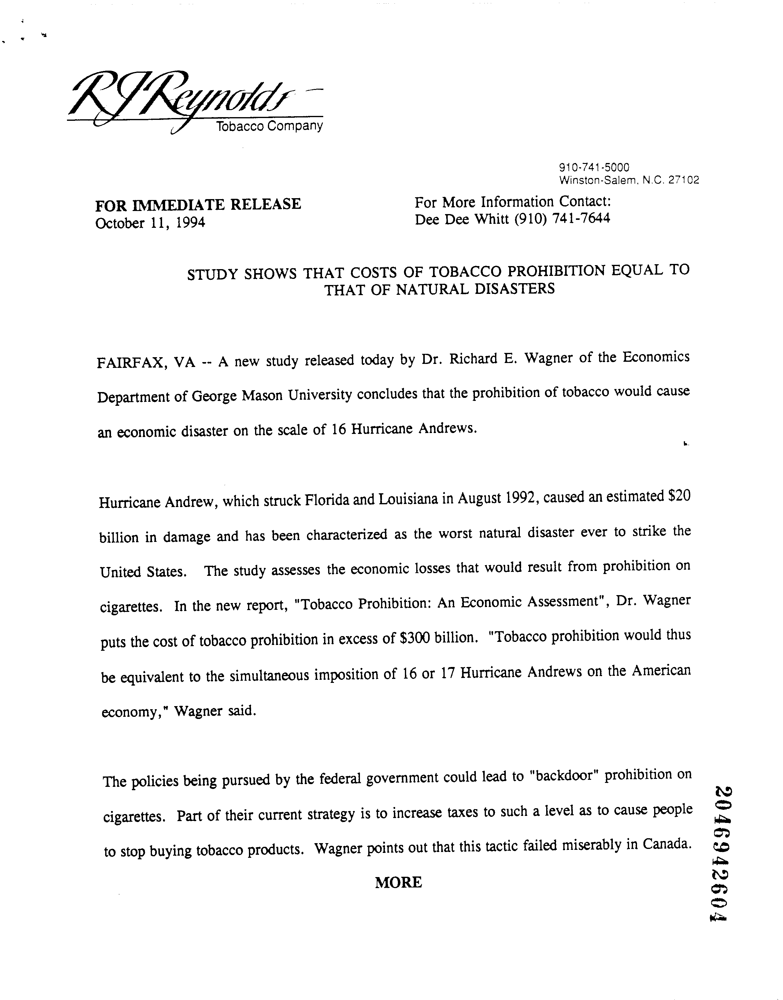 RJReynolds
Tobacco Company
910-741-5000
Winston-Salem, N.C. 27102
FOR IMMEDIATE RELEASE
October 11, 1994
For More Information Contact:
Dee Dee Whitt (910) 741-7644
STUDY SHOWS THAT COSTS OF TOBACCO PROHIBITION EQUAL TO
THAT OF NATURAL DISASTERS
FAIRFAX, VA -- A new study released today by Dr. Richard E. Wagner of the Economics
Department of George Mason University concludes that the prohibition of tobacco would cause
an economic disaster on the scale of 16 Hurricane Andrews.
Hurricane Andrew, which struck Florida and Louisiana in August 1992, caused an estimated $20
billion in damage and has been characterized as the worst natural disaster ever to strike the
United States. The study assesses the economic losses that would result from prohibition on
cigarettes. In the new report, "Tobacco Prohibition: An Economic Assessment", Dr. Wagner
puts the cost of tobacco prohibition in excess of $300 billion. "Tobacco prohibition would thus
be equivalent to the simultaneous imposition of 16 or 17 Hurricane Andrews on the American
economy," Wagner said.
The policies being pursued by the federal government could lead to "backdoor" prohibition on
cigarettes. Part of their current strategy is to increase taxes to such a level as to cause people
to stop buying tobacco products. Wagner points out that this tactic failed miserably in Canada.
MORE
2046942604